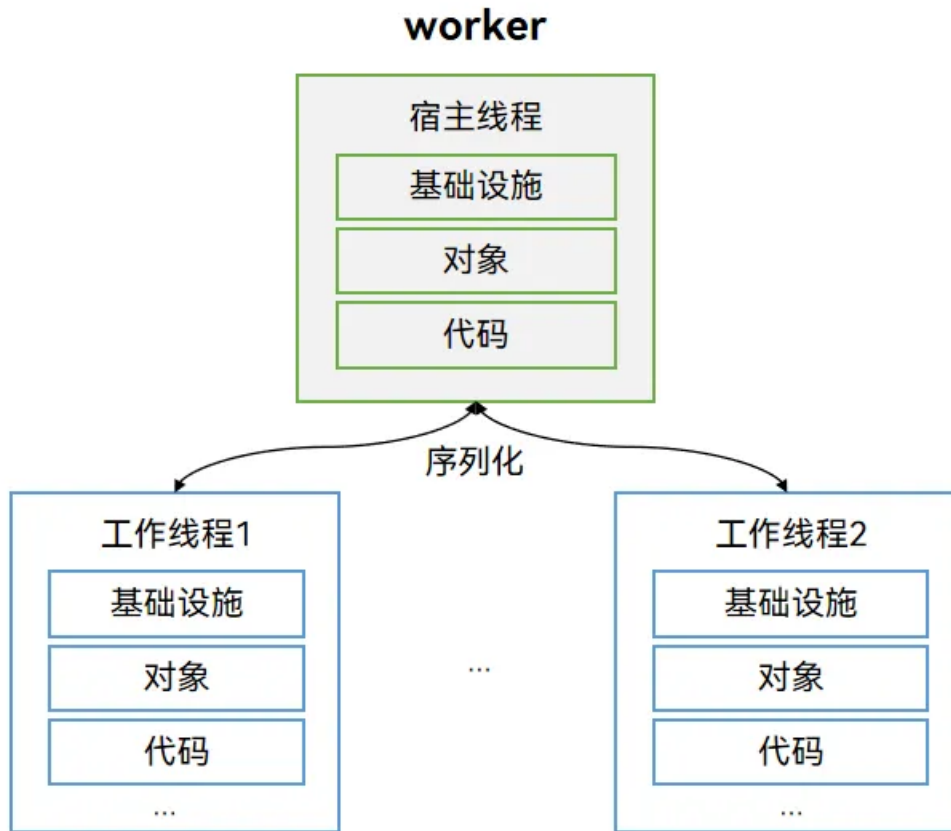 worker
宿主线程
基础设施
对象
代码
序列化
工作线程1
基础设施
对象
代码
...
...
工作线程2
基础设施
对象
代码
...